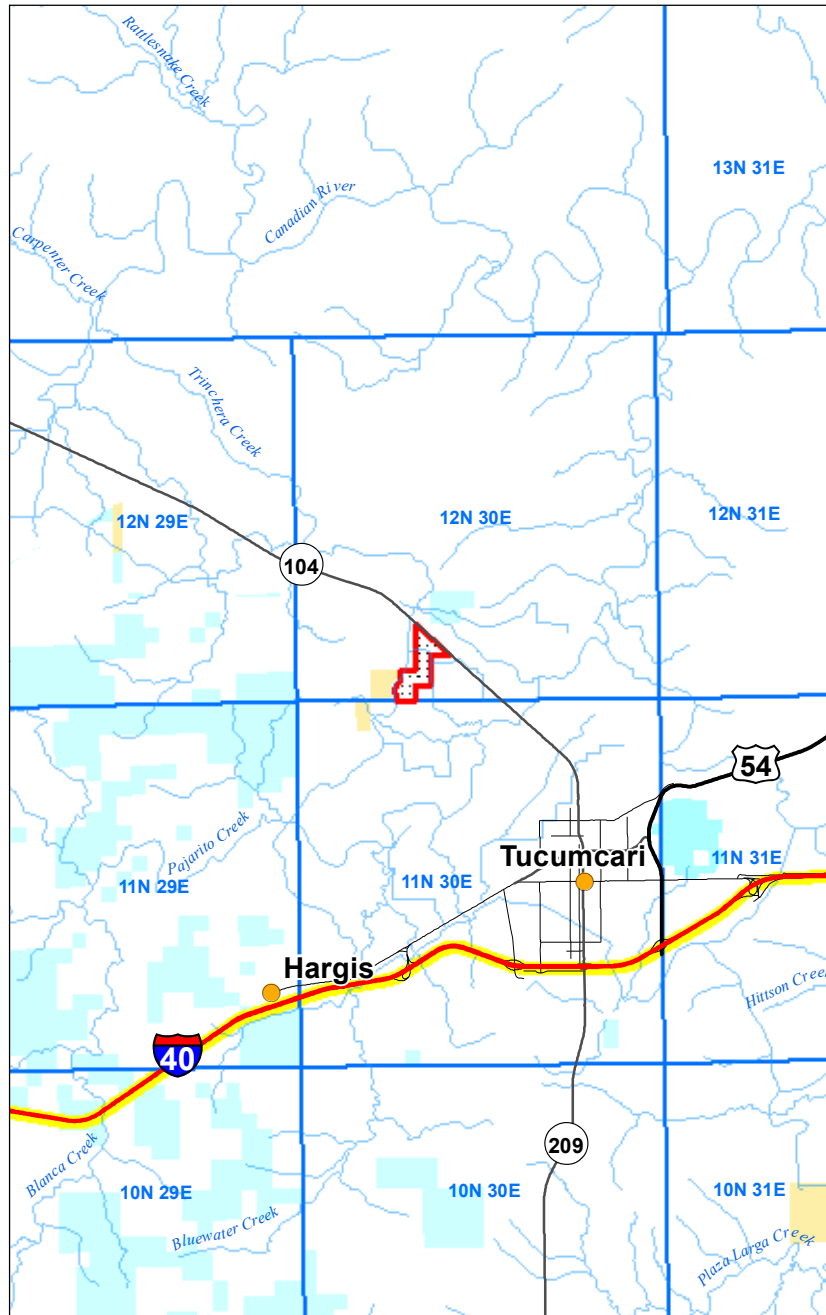 Rattlesnake Creek
13N 31E
Canadian River
Carpenter Creek
Trinchera Creek
12N 29E
12N 30E
12N 31E
104
54
Pajarito Creek
Tucumcari
11N 29E
11N 30E
11N 31E
Hargis
Hittson Creek
40
209
Blanca Creek
10N 29E
10N 30E
10N 31E
Bluewater Creek
Plaza Larga Creek